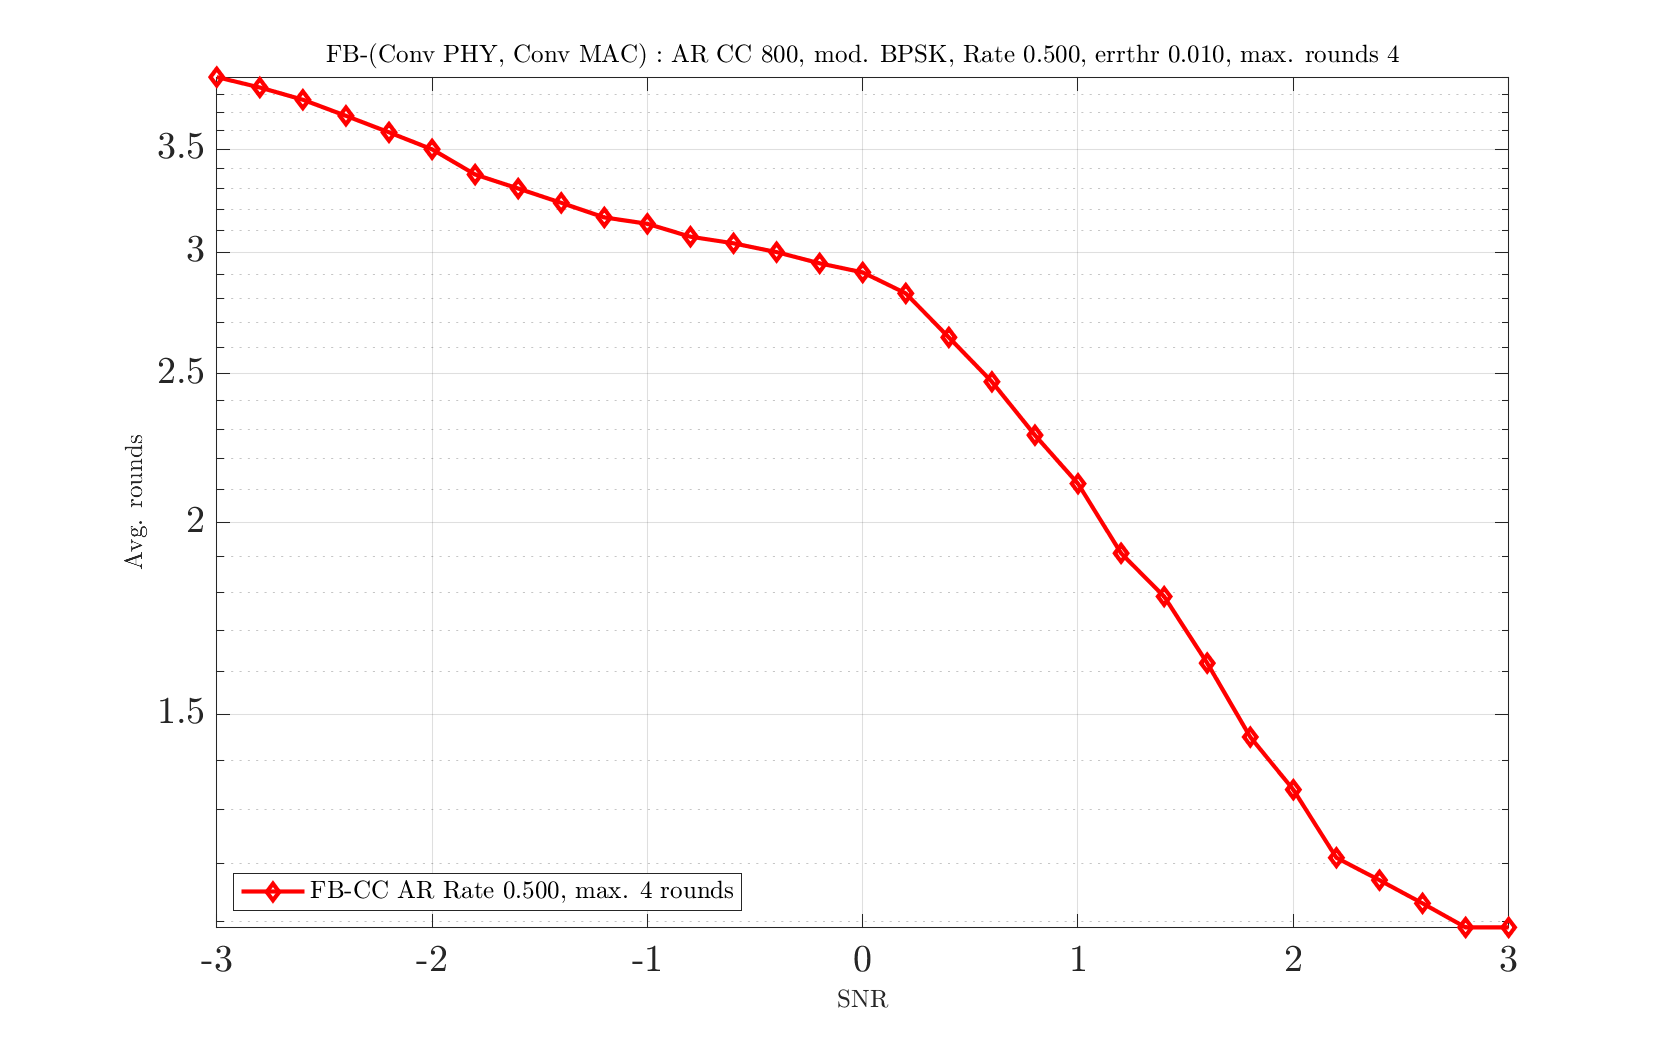 FB-(Conv PHY, Conv MAC) : AR CC 800, mod. BPSK, Rate 0.500, errthr 0.010, max. rounds 4
3.5
3
2.5
2
1.5
Avg. rounds
FB-CC AR Rate 0.500, max. 4 rounds
-3 -2 -1 0 1 2 3
SNR